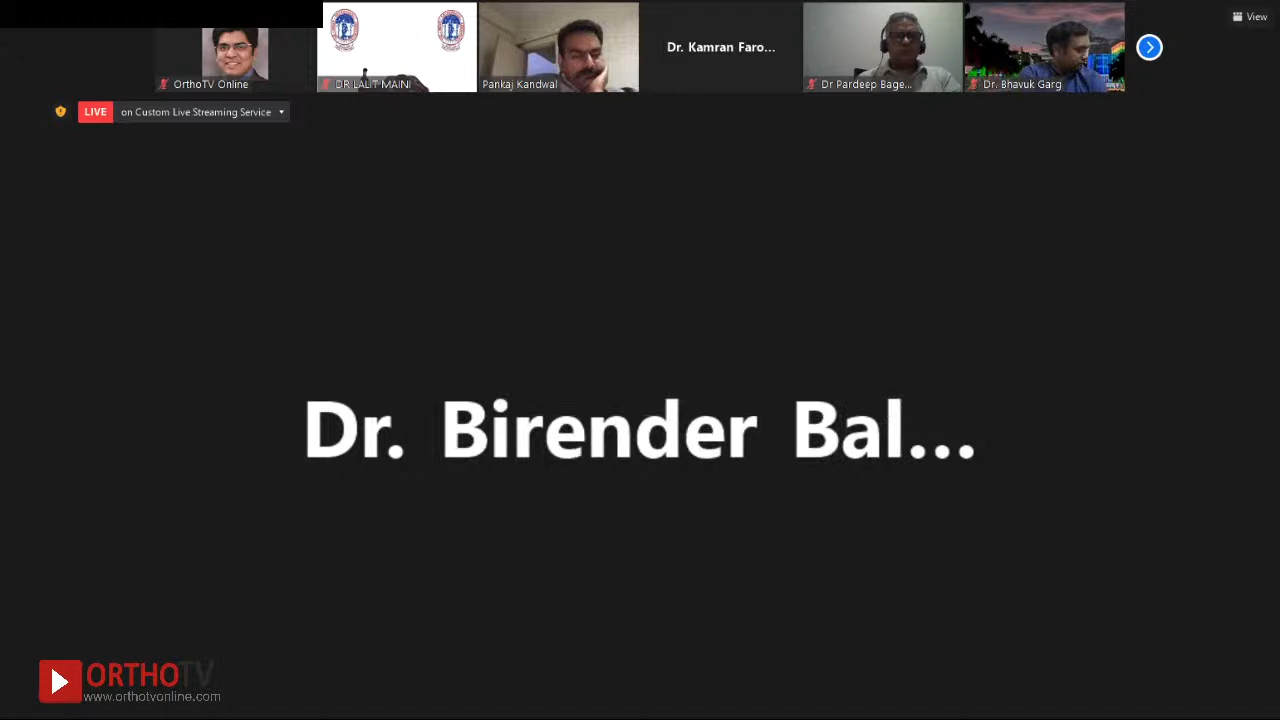 View
Dr. Kamran Faro...
OrthoTV Online
DR LALIT MAINI
Pankaj Kandwal
Dr Pardeep Bage...
Dr. Bhavuk Garg
LIVE
on Custom Live Streaming Service
Dr. Birender Bal...
ORTHOTV
www.orthotvonline.com